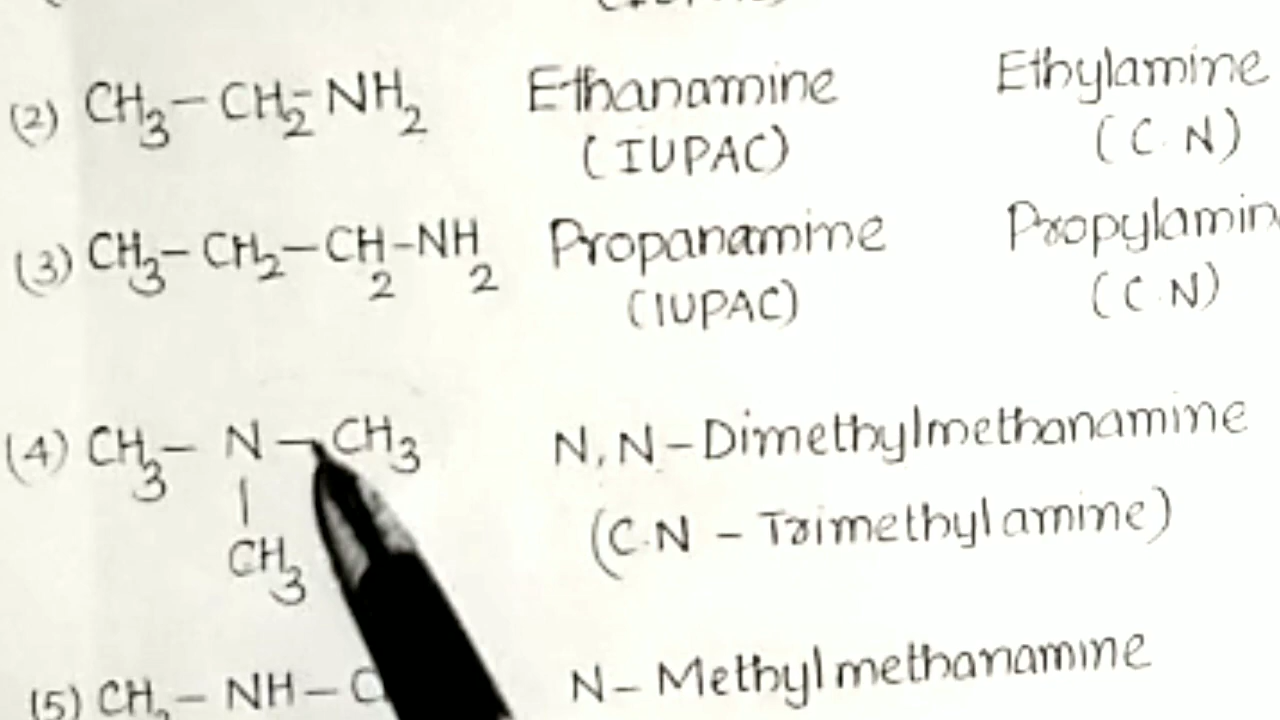 (2) CH3 – CH2 – NH2 Ethanamine Ethylamine
(IUPAC) (C.N)
(3) CH3 – CH2 – CH2 – NH2 Propanamine Propylamin
(IUPAC) (C.N)
(4) CH3 – N – CH3 N,N – Dimethylmethanamine
|
CH3 (C.N – Trimethylamine)
(5) CH3 – NH – C N – Methylmethanamine